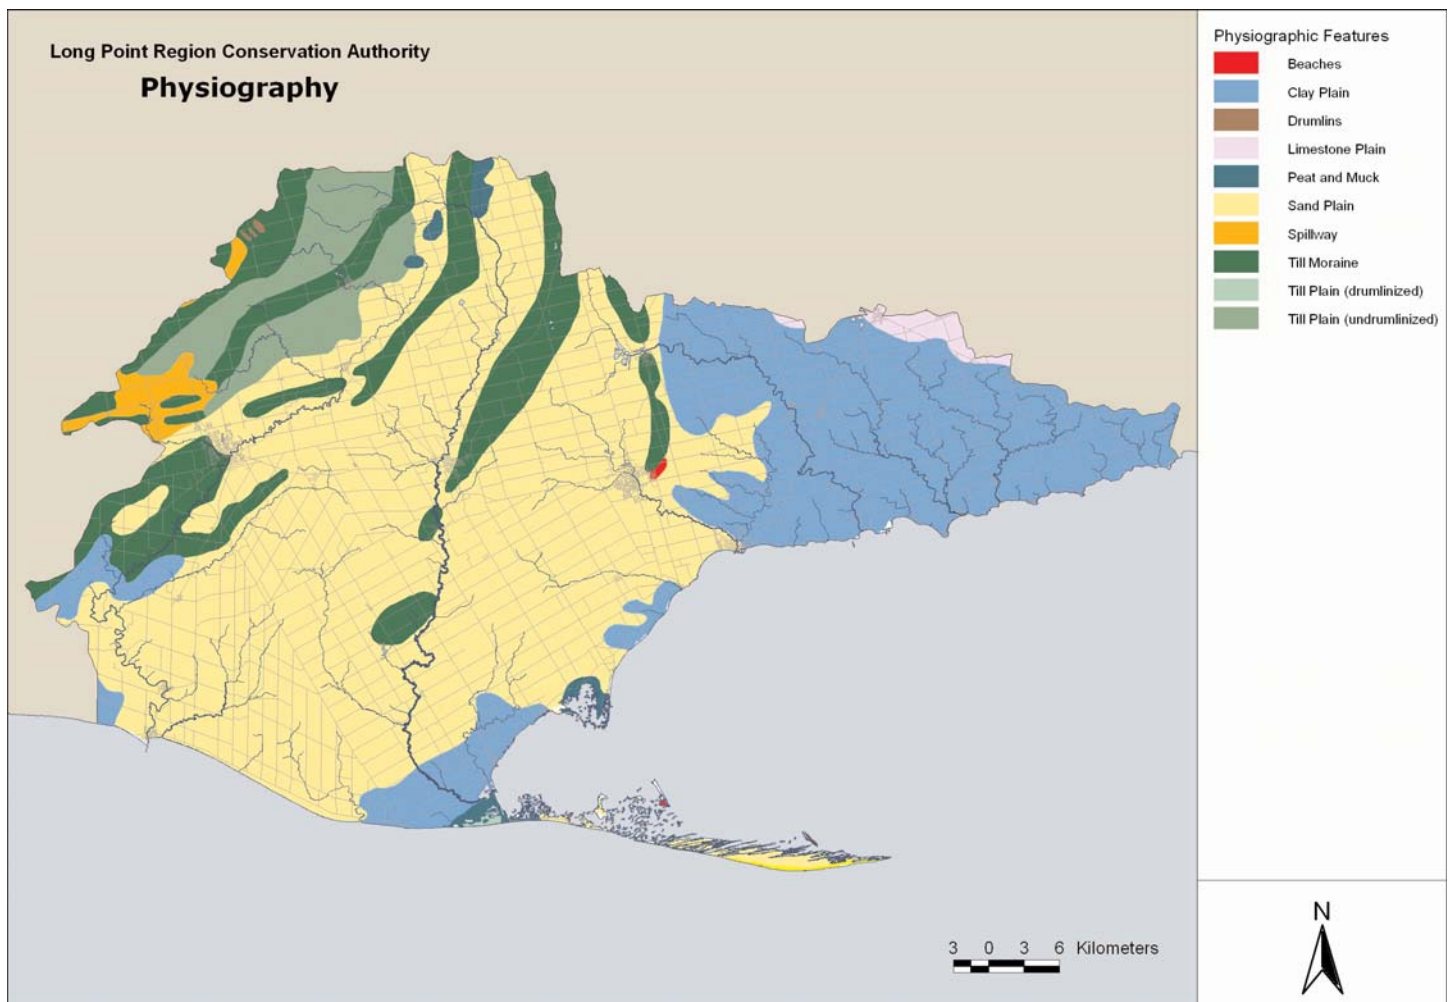 Long Point Region Conservation Authority
Physiography
Physiographic Features
Beaches
Clay Plain
Drumlins
Limestone Plain
Peat and Muck
Sand Plain
Spillway
Till Moraine
Till Plain (drumlinized)
Till Plain (undrumlinized)
3 0 3 6 Kilometers
N